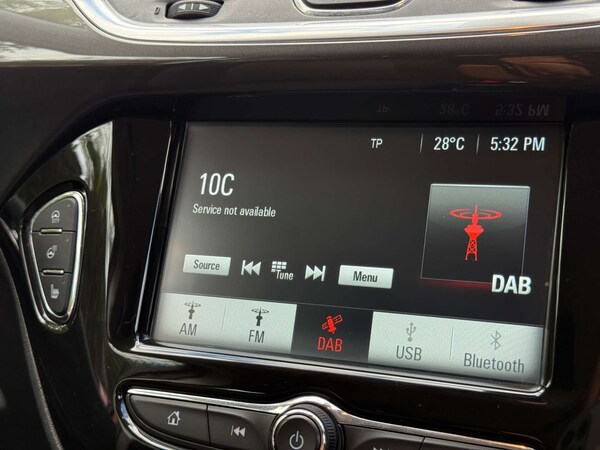 TP 28°C 5:32 PM
10C
Service not available
DAB
Source Tune Menu
AM FM DAB USB Bluetooth